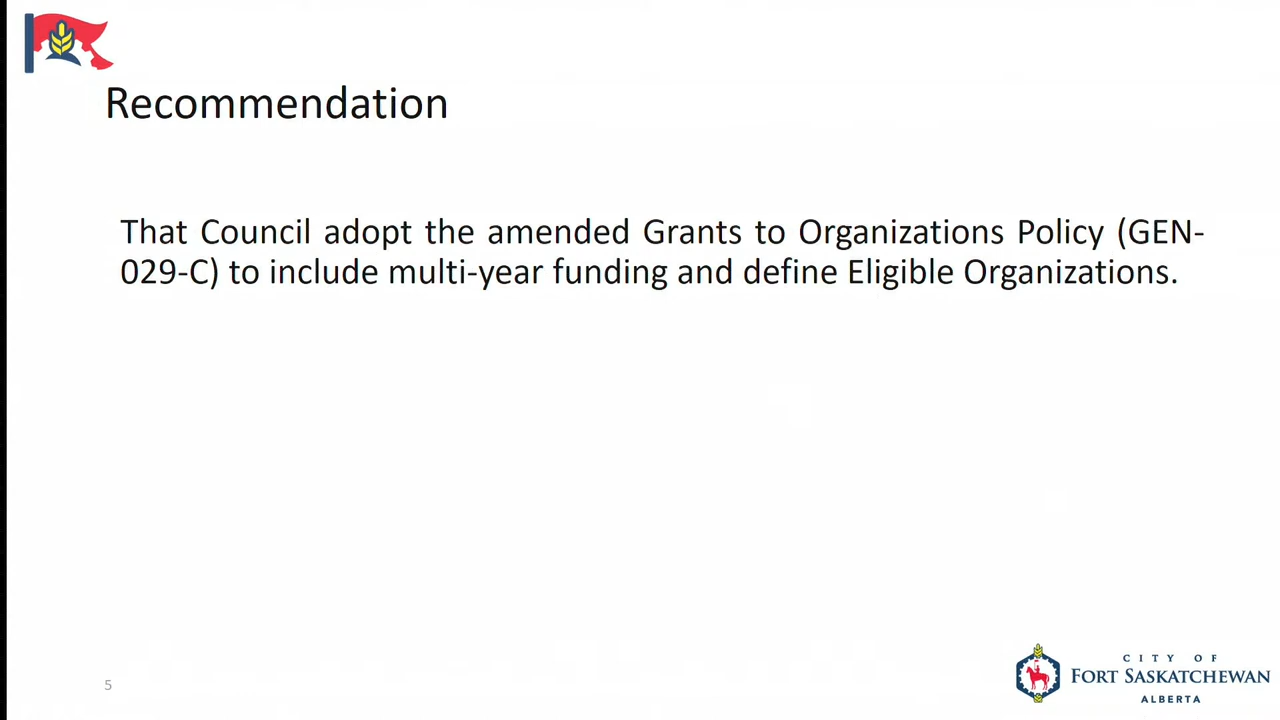 Recommendation
That Council adopt the amended Grants to Organizations Policy (GEN-
029-C) to include multi-year funding and define Eligible Organizations.
5
CITY OF
FORT SASKATCHEWAN
ALBERTA